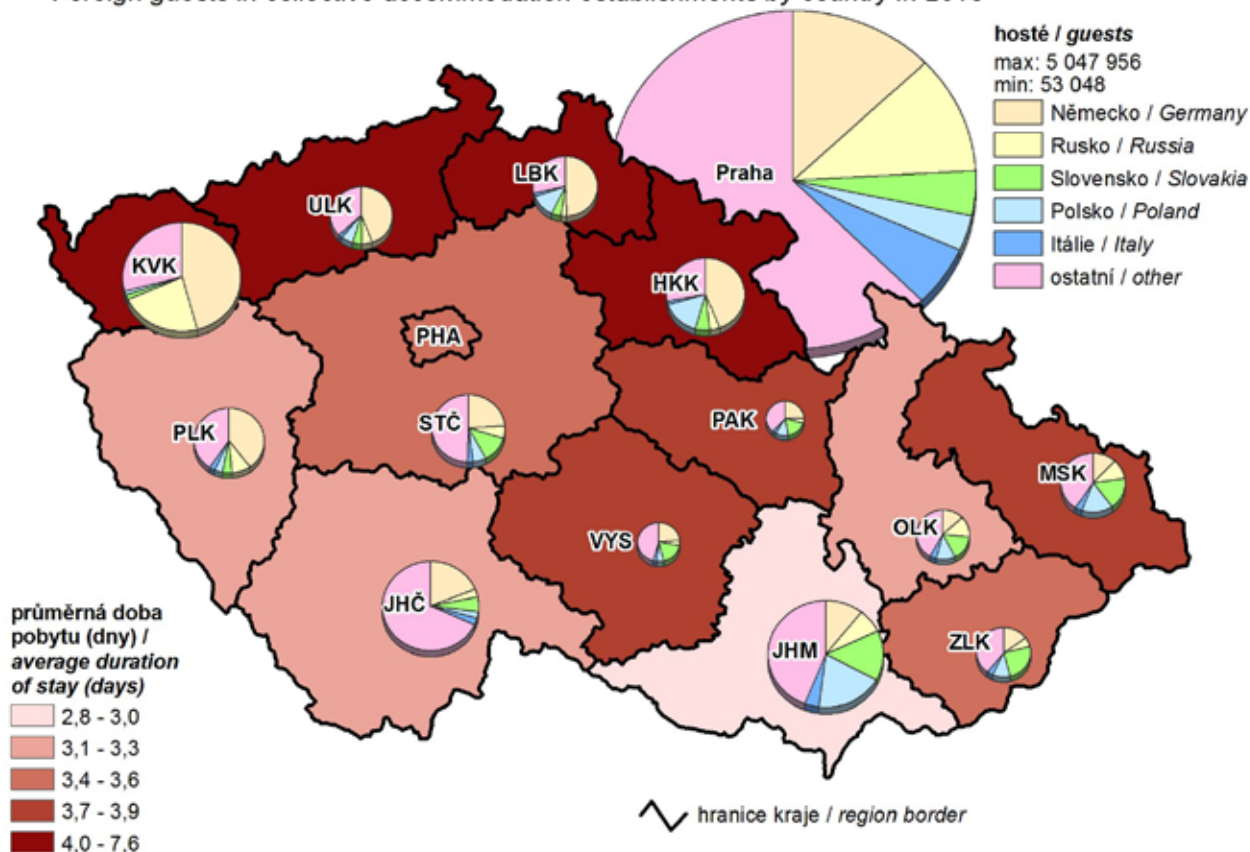 hosté / guests
max: 5 047 956
min: 53 048
Německo / Germany
Rusko / Russia
Slovensko / Slovakia
Polsko / Poland
Itálie / Italy
ostatní / other
Praha
LBK
ULK
KVK
HKK
PHA
PAK
STČ
PLK
MSK
OLK
VYS
JHČ
JHM
ZLK
průměrná doba
pobytu (dny) /
average duration
of stay (days)
2,8 - 3,0
3,1 - 3,3
3,4 - 3,6
3,7 - 3,9
4,0 - 7,6
hranice kraje / region border